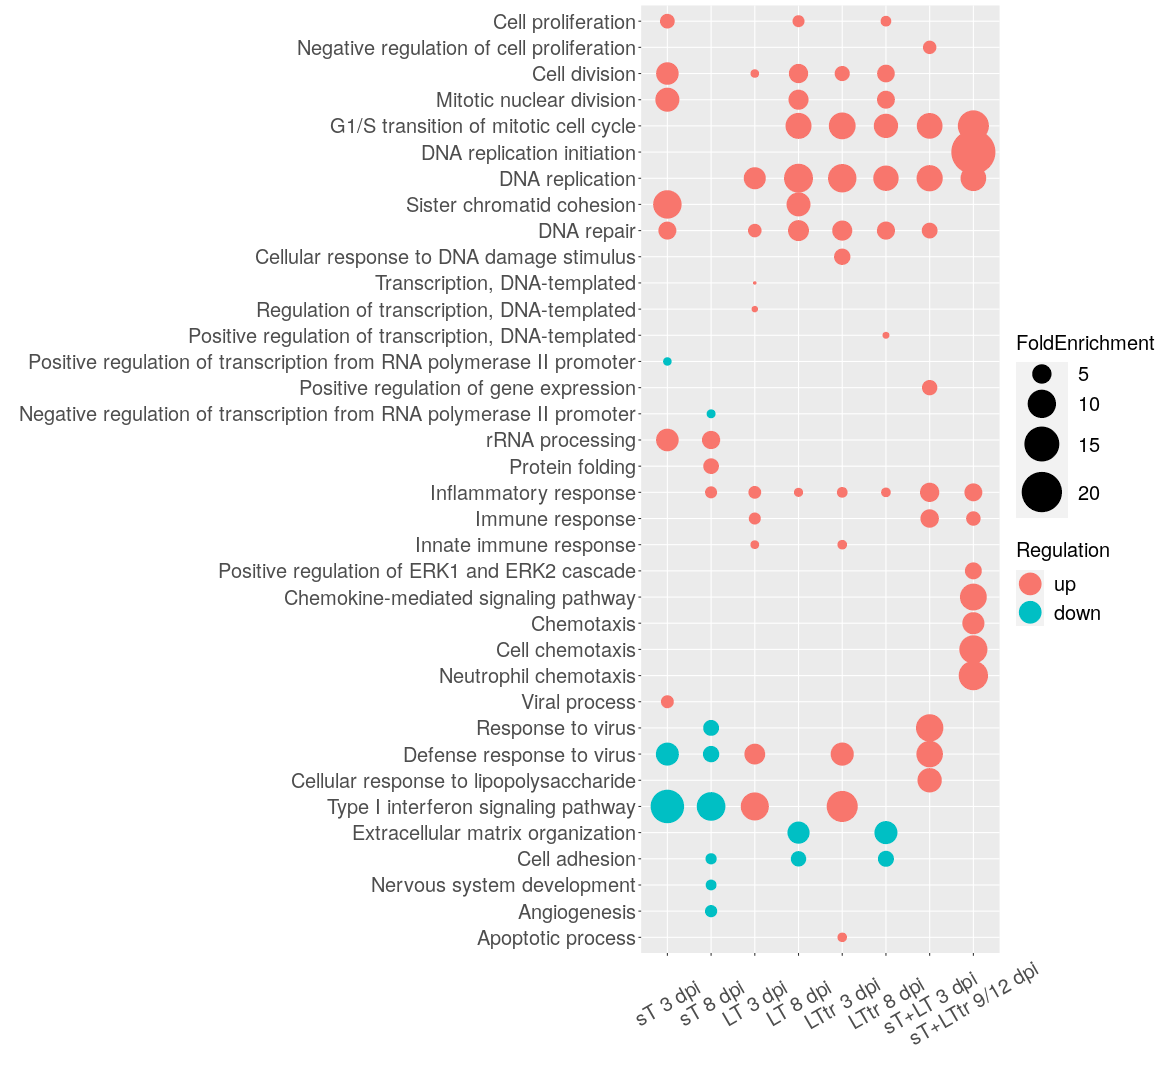 Cell proliferation
Negative regulation of cell proliferation
Cell division
Mitotic nuclear division
G1/S transition of mitotic cell cycle
DNA replication initiation
DNA replication
Sister chromatid cohesion
DNA repair
Cellular response to DNA damage stimulus
Transcription, DNA-templated
Regulation of transcription, DNA-templated
Positive regulation of transcription, DNA-templated
Positive regulation of transcription from RNA polymerase II promoter
Positive regulation of gene expression
Negative regulation of transcription from RNA polymerase II promoter
rRNA processing
Protein folding
Inflammatory response
Immune response
Innate immune response
Positive regulation of ERK1 and ERK2 cascade
Chemokine-mediated signaling pathway
Chemotaxis
Cell chemotaxis
Neutrophil chemotaxis
Viral process
Response to virus
Defense response to virus
Cellular response to lipopolysaccharide
Type I interferon signaling pathway
Extracellular matrix organization
Cell adhesion
Nervous system development
Angiogenesis
Apoptotic process
sT 3 dpi
sT 8 dpi
LT 3 dpi
LT 8 dpi
LTtr 3 dpi
LTtr 8 dpi
sT+LT 3 dpi
sT+LTtr 9/12 dpi
FoldEnrichment
5
10
15
20
Regulation
up
down